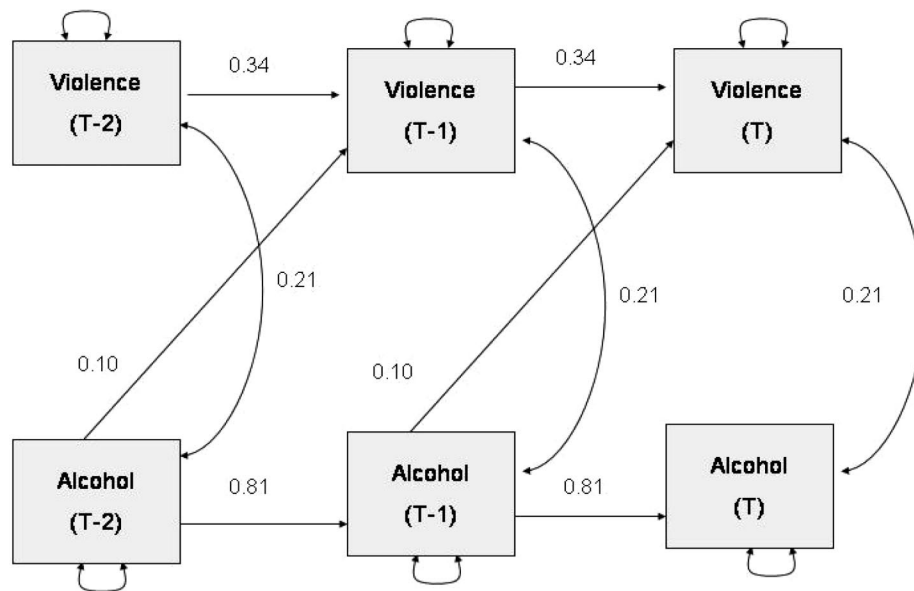 Violence
(T-2)
0.34
Violence
(T-1)
0.34
Violence
(T)
0.21
0.21
0.21
0.10
0.10
Alcohol
(T-2)
0.81
Alcohol
(T-1)
0.81
Alcohol
(T)